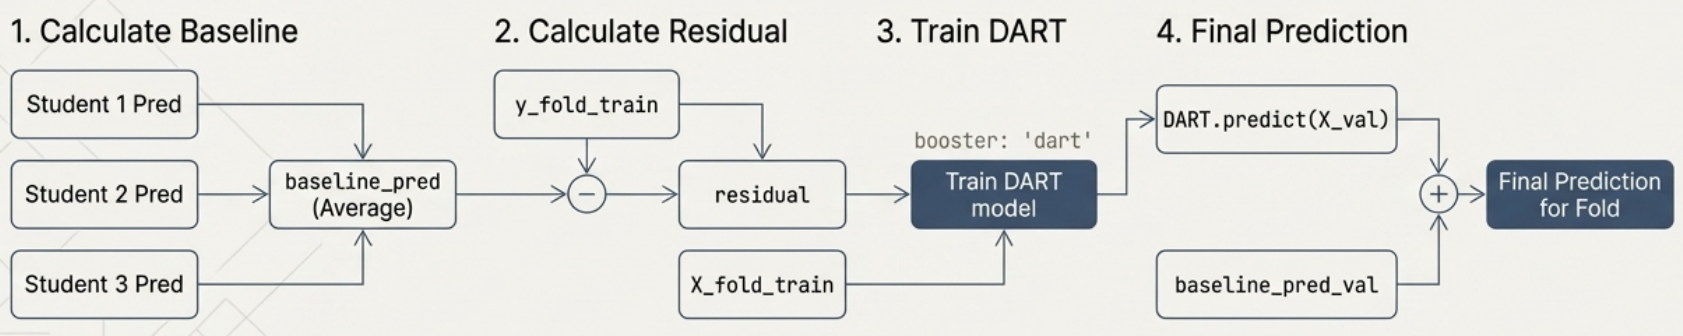 1. Calculate Baseline
Student 1 Pred
Student 2 Pred
Student 3 Pred
baseline_pred
(Average)
2. Calculate Residual
y_fold_train
−
residual
X_fold_train
3. Train DART
booster: 'dart'
Train DART
model
4. Final Prediction
DART.predict(X_val)
baseline_pred_val
+
Final Prediction
for Fold